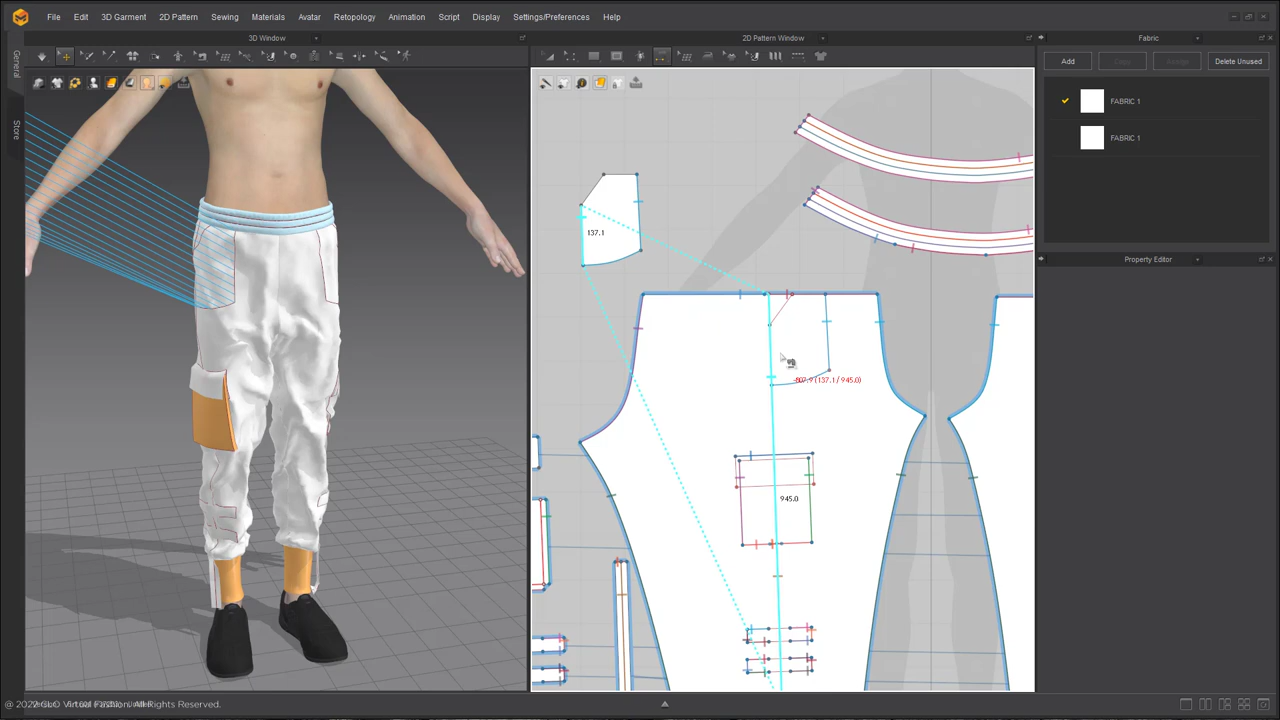 File Edit 3D Garment 2D Pattern Sewing Materials Avatar Retopology Animation Script Display Settings/Preferences Help
3D Window
2D Pattern Window
Fabric
General
Store
Add
Delete Unused
FABRIC 1
FABRIC 1
Property Editor
137.1
-807.9 (137.1 / 945.0)
945.0
All Rights Reserved.